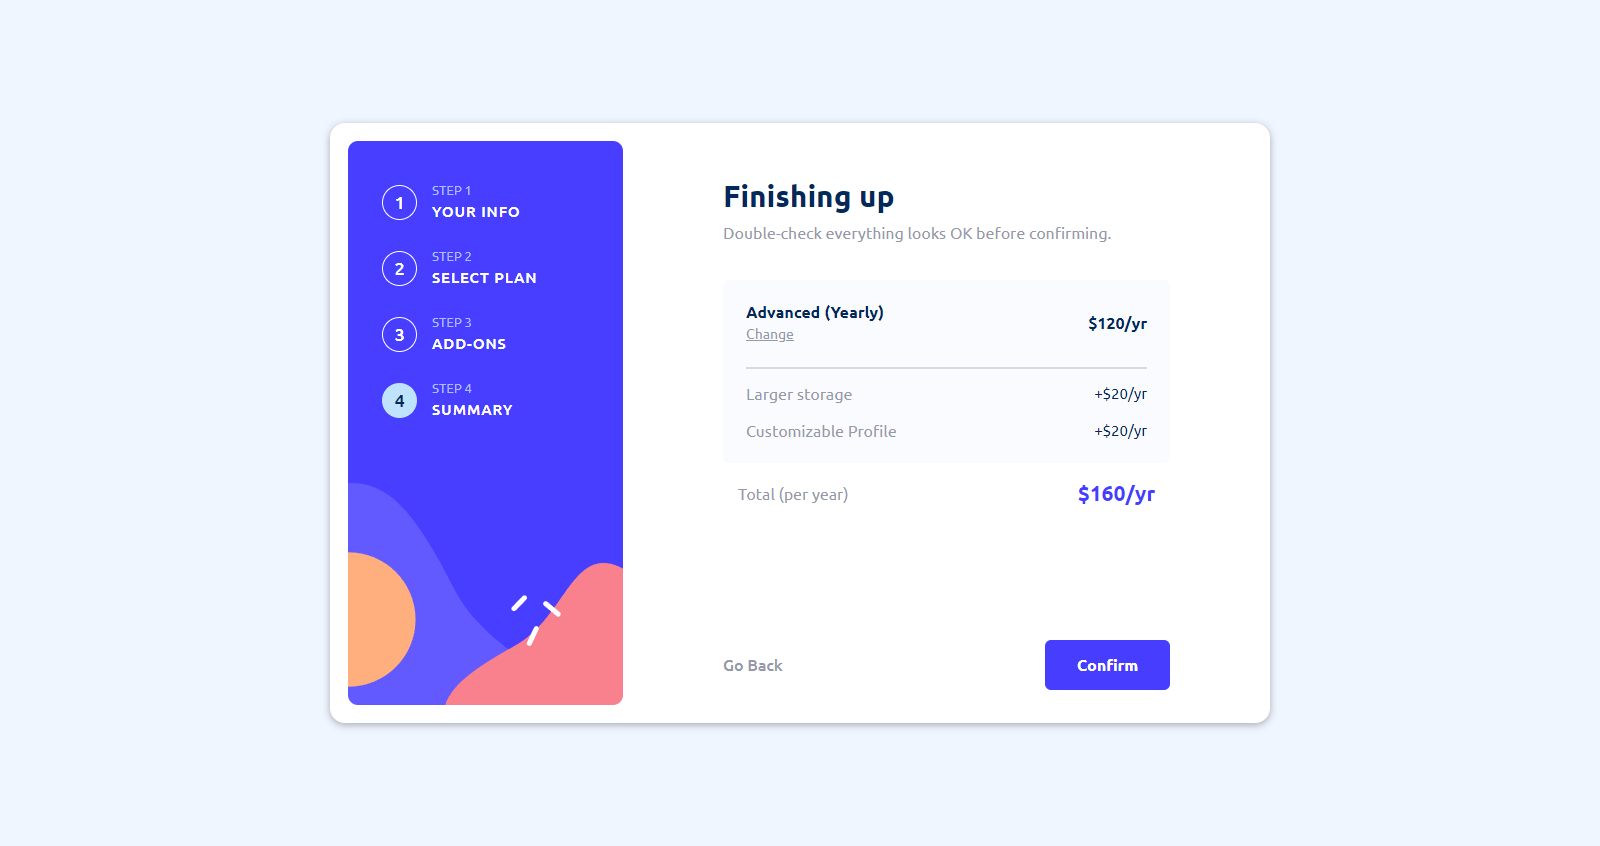 1
STEP 1
YOUR INFO
2
STEP 2
SELECT PLAN
3
STEP 3
ADD-ONS
4
STEP 4
SUMMARY
Finishing up
Double-check everything looks OK before confirming.
Advanced (Yearly)
Change
$120/yr
Larger storage +$20/yr
Customizable Profile +$20/yr
Total (per year) $160/yr
Go Back
Confirm